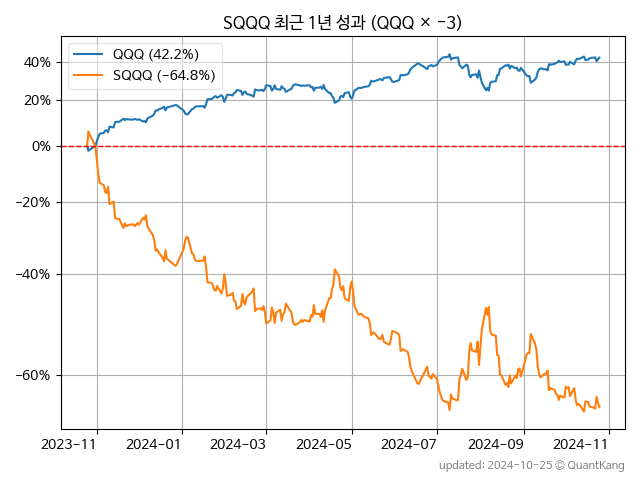 SQQQ 최근 1년 성과 (QQQ × −3)
QQQ (42.2%)
SQQQ (−64.8%)
40%
20%
0%
−20%
−40%
−60%
2023−11 2024−01 2024−03 2024−05 2024−07 2024−09 2024−11
updated: 2024-10-25 © QuantKang